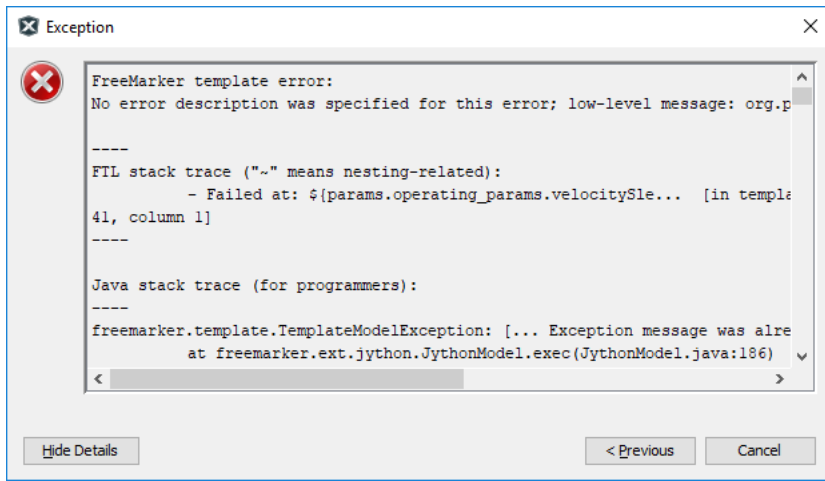 Exception
FreeMarker template error:
No error description was specified for this error; low-level message: org.p
----
FTL stack trace ("~" means nesting-related):
- Failed at: ${params.operating_params.velocitySle... [in templa
41, column 1]
----
Java stack trace (for programmers):
----
freemarker.template.TemplateModelException: [... Exception message was alre
at freemarker.ext.jython.JythonModel.exec(JythonModel.java:186)
Hide Details
< Previous
Cancel